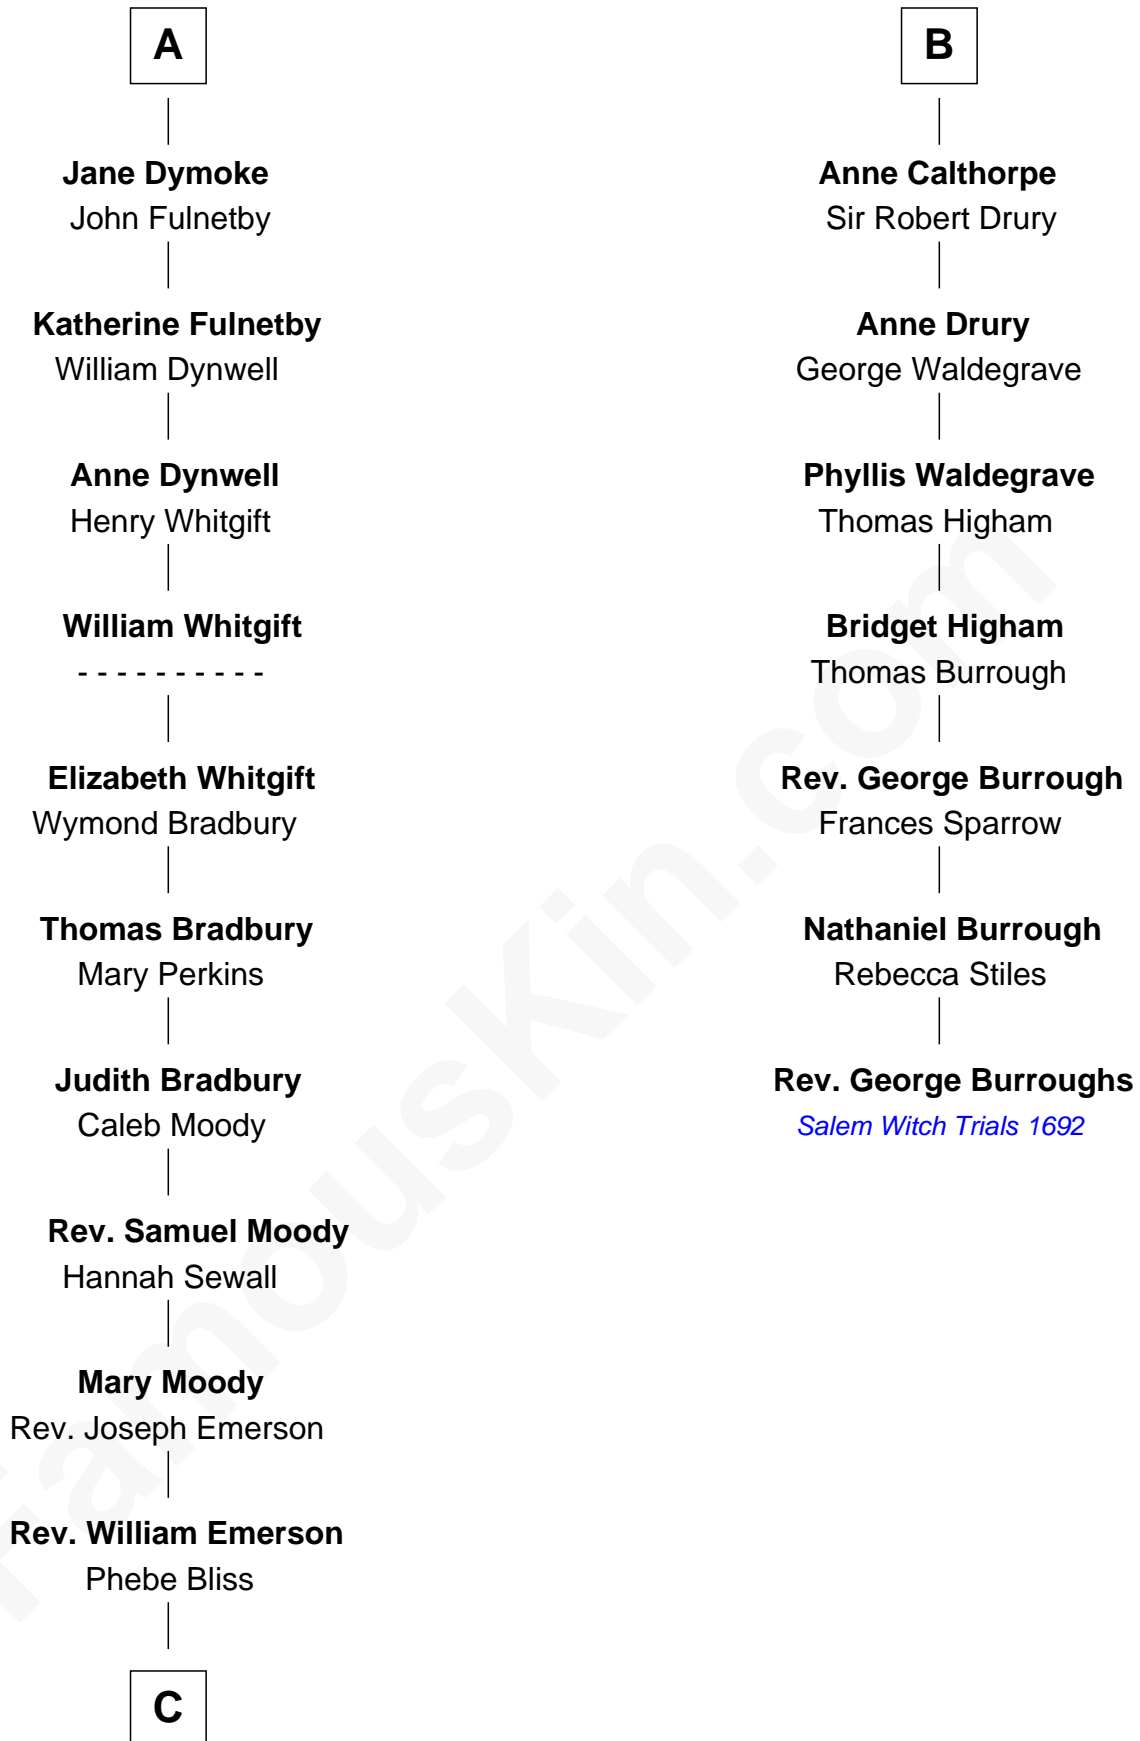 A
Jane Dymoke
John Fulnetby
Katherine Fulnetby
William Dynwell
Anne Dynwell
Henry Whitgift
William Whitgift
- - - - - - - - - -
Elizabeth Whitgift
Wymond Bradbury
Thomas Bradbury
Mary Perkins
Judith Bradbury
Caleb Moody
Rev. Samuel Moody
Hannah Sewall
Mary Moody
Rev. Joseph Emerson
Rev. William Emerson
Phebe Bliss
C
B
Anne Calthorpe
Sir Robert Drury
Anne Drury
George Waldegrave
Phyllis Waldegrave
Thomas Higham
Bridget Higham
Thomas Burrough
Rev. George Burrough
Frances Sparrow
Nathaniel Burrough
Rebecca Stiles
Rev. George Burroughs
Salem Witch Trials 1692
FamousKin.com